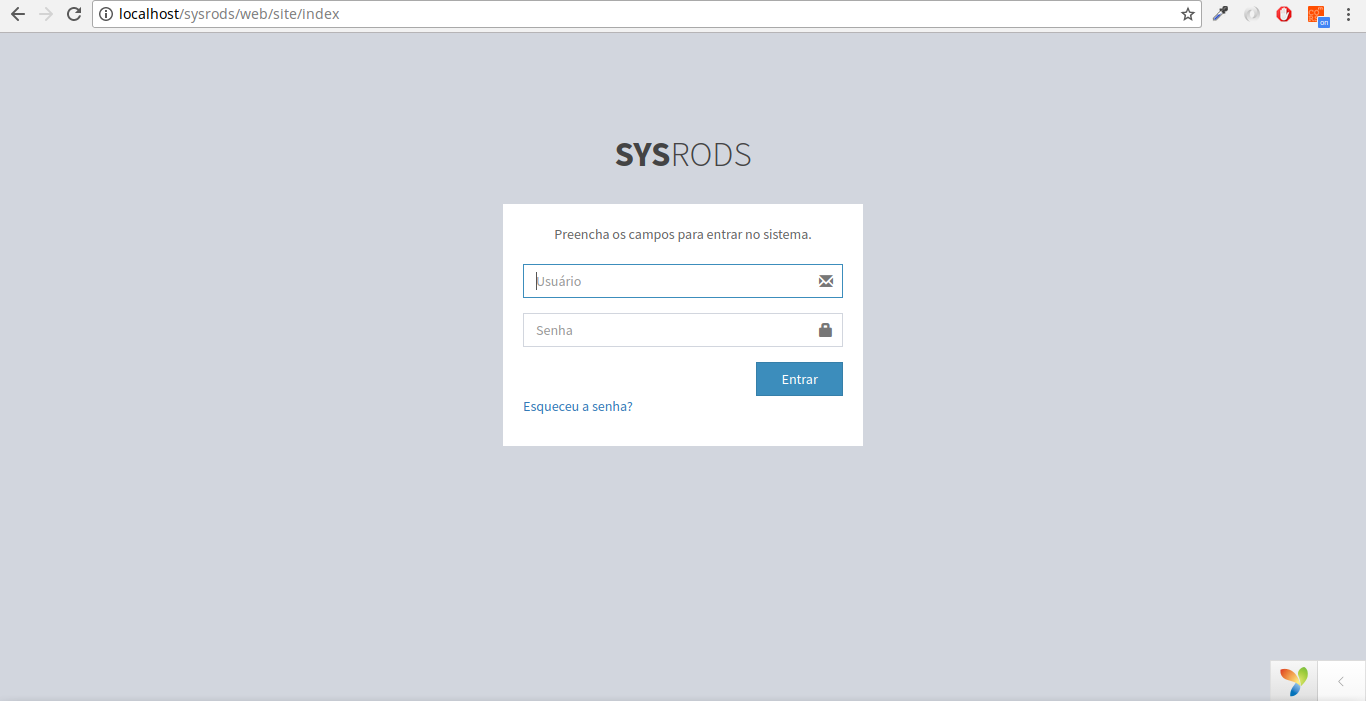 localhost/sysrods/web/site/index
on
SYSRODS
Preencha os campos para entrar no sistema.
Usuário
Senha
Entrar
Esqueceu a senha?